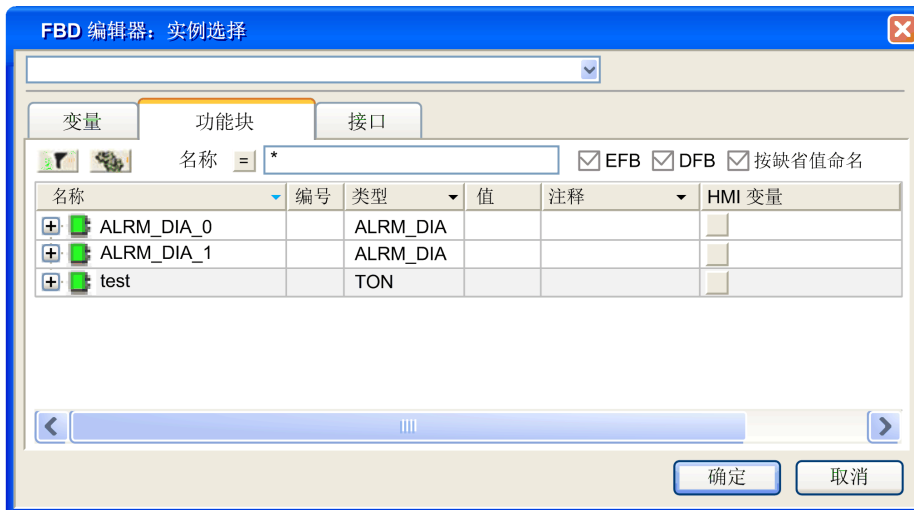 FBD 编辑器：实例选择
变量 功能块 接口
名称 = * EFB DFB 按缺省值命名
名称 编号 类型 值 注释 HMI 变量
ALRM_DIA_0 ALRM_DIA
ALRM_DIA_1 ALRM_DIA
test TON
确定 取消